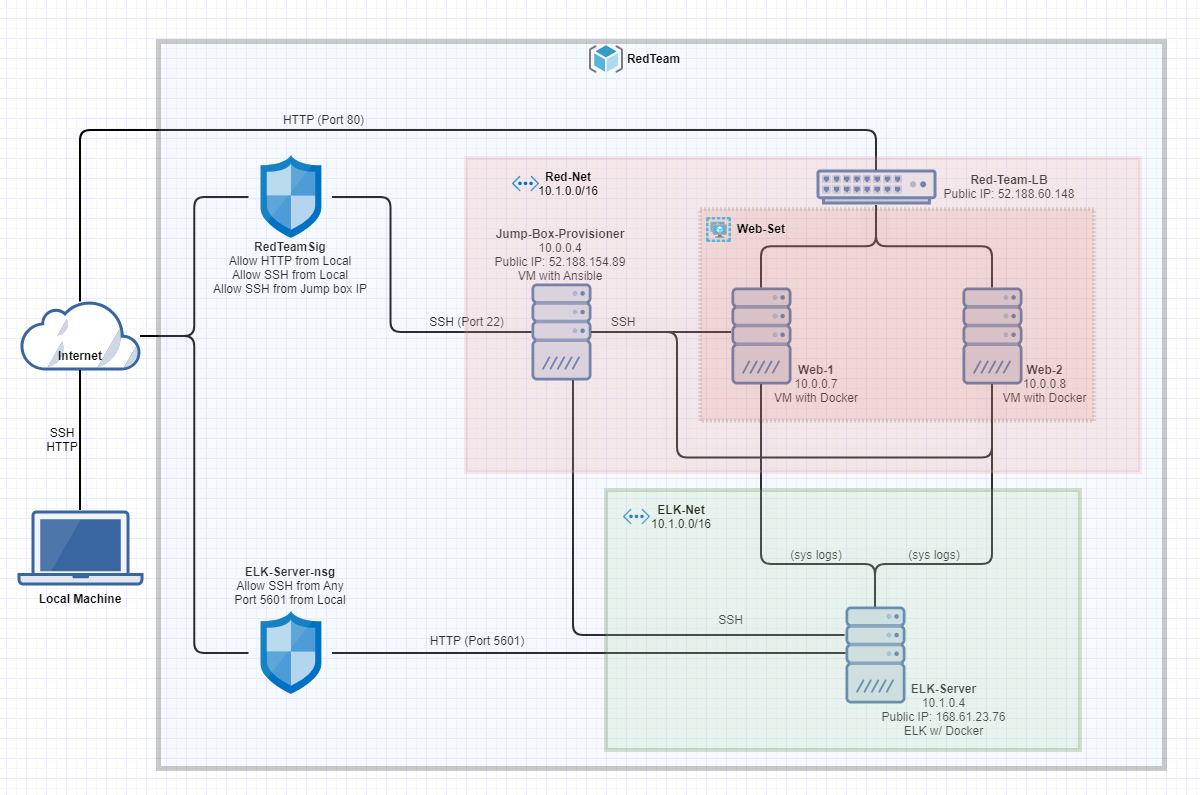 RedTeam
HTTP (Port 80)
Red-Net
10.1.0.0/16
Red-Team-LB
Public IP: 52.188.60.148
Web-Set
Jump-Box-Provisioner
10.0.0.4
Public IP: 52.188.154.89
VM with Ansible
RedTeamSig
Allow HTTP from Local
Allow SSH from Local
Allow SSH from Jump box IP
SSH (Port 22)
SSH
Internet
Web-1
10.0.0.7
VM with Docker
Web-2
10.0.0.8
VM with Docker
SSH
HTTP
ELK-Net
10.1.0.0/16
(sys logs)
(sys logs)
ELK-Server-nsg
Allow SSH from Any
Port 5601 from Local
Local Machine
SSH
HTTP (Port 5601)
ELK-Server
10.1.0.4
Public IP: 168.61.23.76
ELK w/ Docker